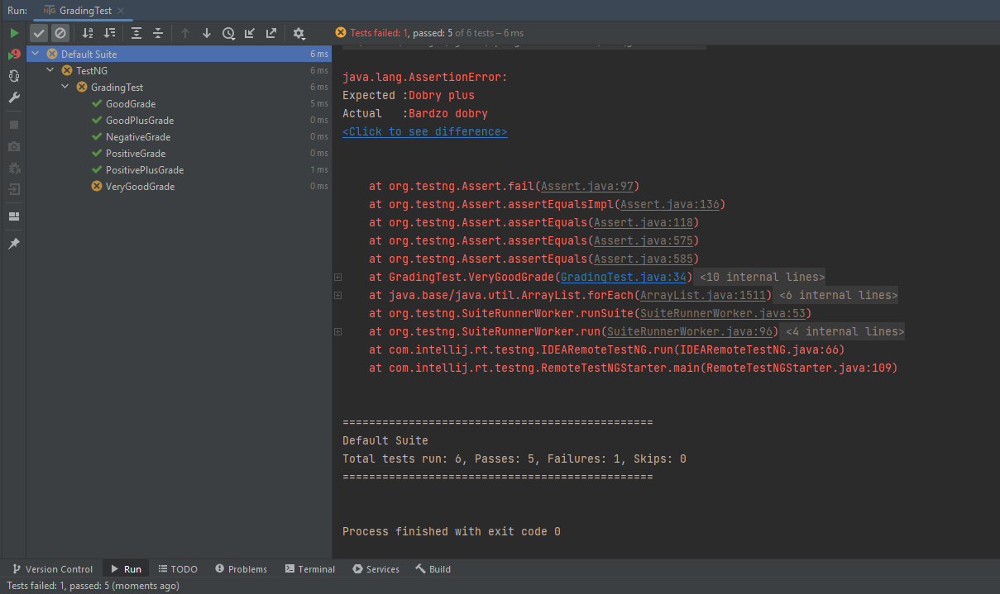 Run: GradingTest
Tests failed: 1, passed: 5 of 6 tests – 6 ms
Default Suite 6 ms
TestNG 6 ms
GradingTest 6 ms
GoodGrade 5 ms
GoodPlusGrade 0 ms
NegativeGrade 0 ms
PositiveGrade 0 ms
PositivePlusGrade 1 ms
VeryGoodGrade 0 ms
java.lang.AssertionError:
Expected :Dobry plus
Actual   :Bardzo dobry
<Click to see difference>
at org.testng.Assert.fail(Assert.java:97)
at org.testng.Assert.assertEqualsImpl(Assert.java:136)
at org.testng.Assert.assertEquals(Assert.java:118)
at org.testng.Assert.assertEquals(Assert.java:575)
at org.testng.Assert.assertEquals(Assert.java:585)
at GradingTest.VeryGoodGrade(GradingTest.java:34) <10 internal lines>
at java.base/java.util.ArrayList.forEach(ArrayList.java:1511) <6 internal lines>
at org.testng.SuiteRunnerWorker.runSuite(SuiteRunnerWorker.java:53)
at org.testng.SuiteRunnerWorker.run(SuiteRunnerWorker.java:96) <4 internal lines>
at com.intellij.rt.testng.IDEARemoteTestNG.run(IDEARemoteTestNG.java:66)
at com.intellij.rt.testng.RemoteTestNGStarter.main(RemoteTestNGStarter.java:109)
===============================================
Default Suite
Total tests run: 6, Passes: 5, Failures: 1, Skips: 0
===============================================
Process finished with exit code 0
Version Control Run TODO Problems Terminal Services Build
Tests failed: 1, passed: 5 (moments ago)